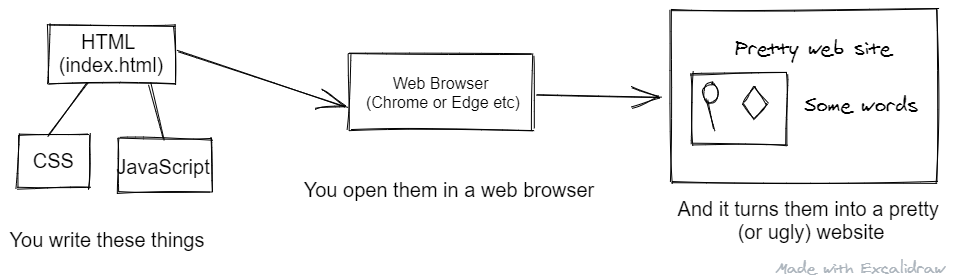 HTML
(index.html)
CSS
JavaScript
You write these things
Web Browser
(Chrome or Edge etc)
You open them in a web browser
Pretty web site
Some words
And it turns them into a pretty
(or ugly) website
Made with Excalidraw